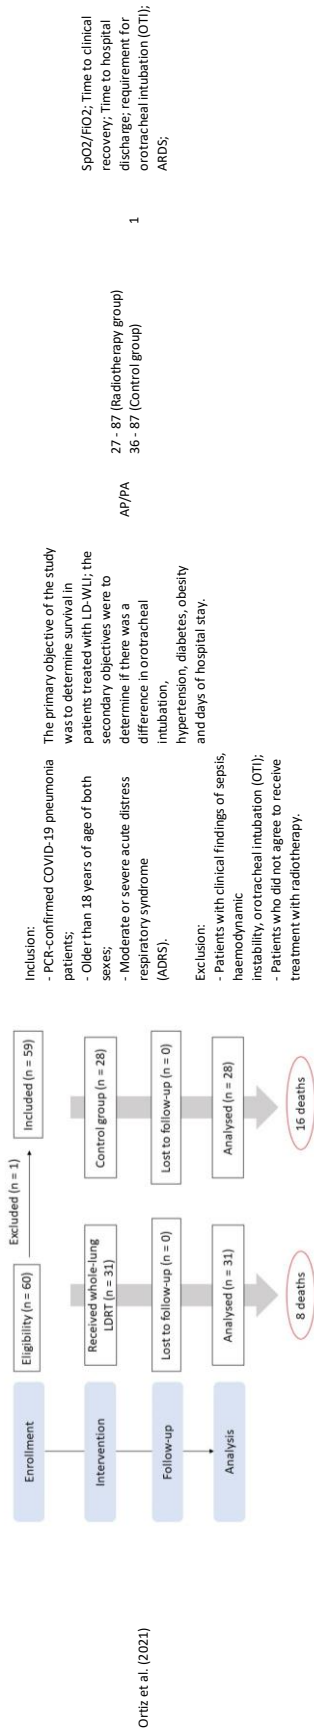 Ortiz et al. (2021)
Enrollment
Eligibility (n = 60)
Excluded (n = 1)
Included (n = 59)
Intervention
Received whole-lung
LDRT (n = 31)
Control group (n = 28)
Follow-up
Lost to follow-up (n = 0)
Lost to follow-up (n = 0)
Analysis
Analysed (n = 31)
Analysed (n = 28)
8 deaths
16 deaths
Inclusion:
- PCR-confirmed COVID-19 pneumonia
patients;
- Older than 18 years of age of both
sexes;
- Moderate or severe acute distress
respiratory syndrome
(ADRS).
Exclusion:
- Patients with clinical findings of sepsis,
haemodynamic
instability, orotracheal intubation (OTI);
- Patients who did not agree to receive
treatment with radiotherapy.
The primary objective of the study
was to determine survival in
patients treated with LD-WLI; the
secondary objectives were to
determine if there was a
difference in orotracheal
intubation,
hypertension, diabetes, obesity
and days of hospital stay.
AP/PA
27 - 87 (Radiotherapy group)
36 - 87 (Control group)
1
SpO2/FiO2; Time to clinical
recovery; Time to hospital
discharge; requirement for
orotracheal intubation (OTI);
ARDS;